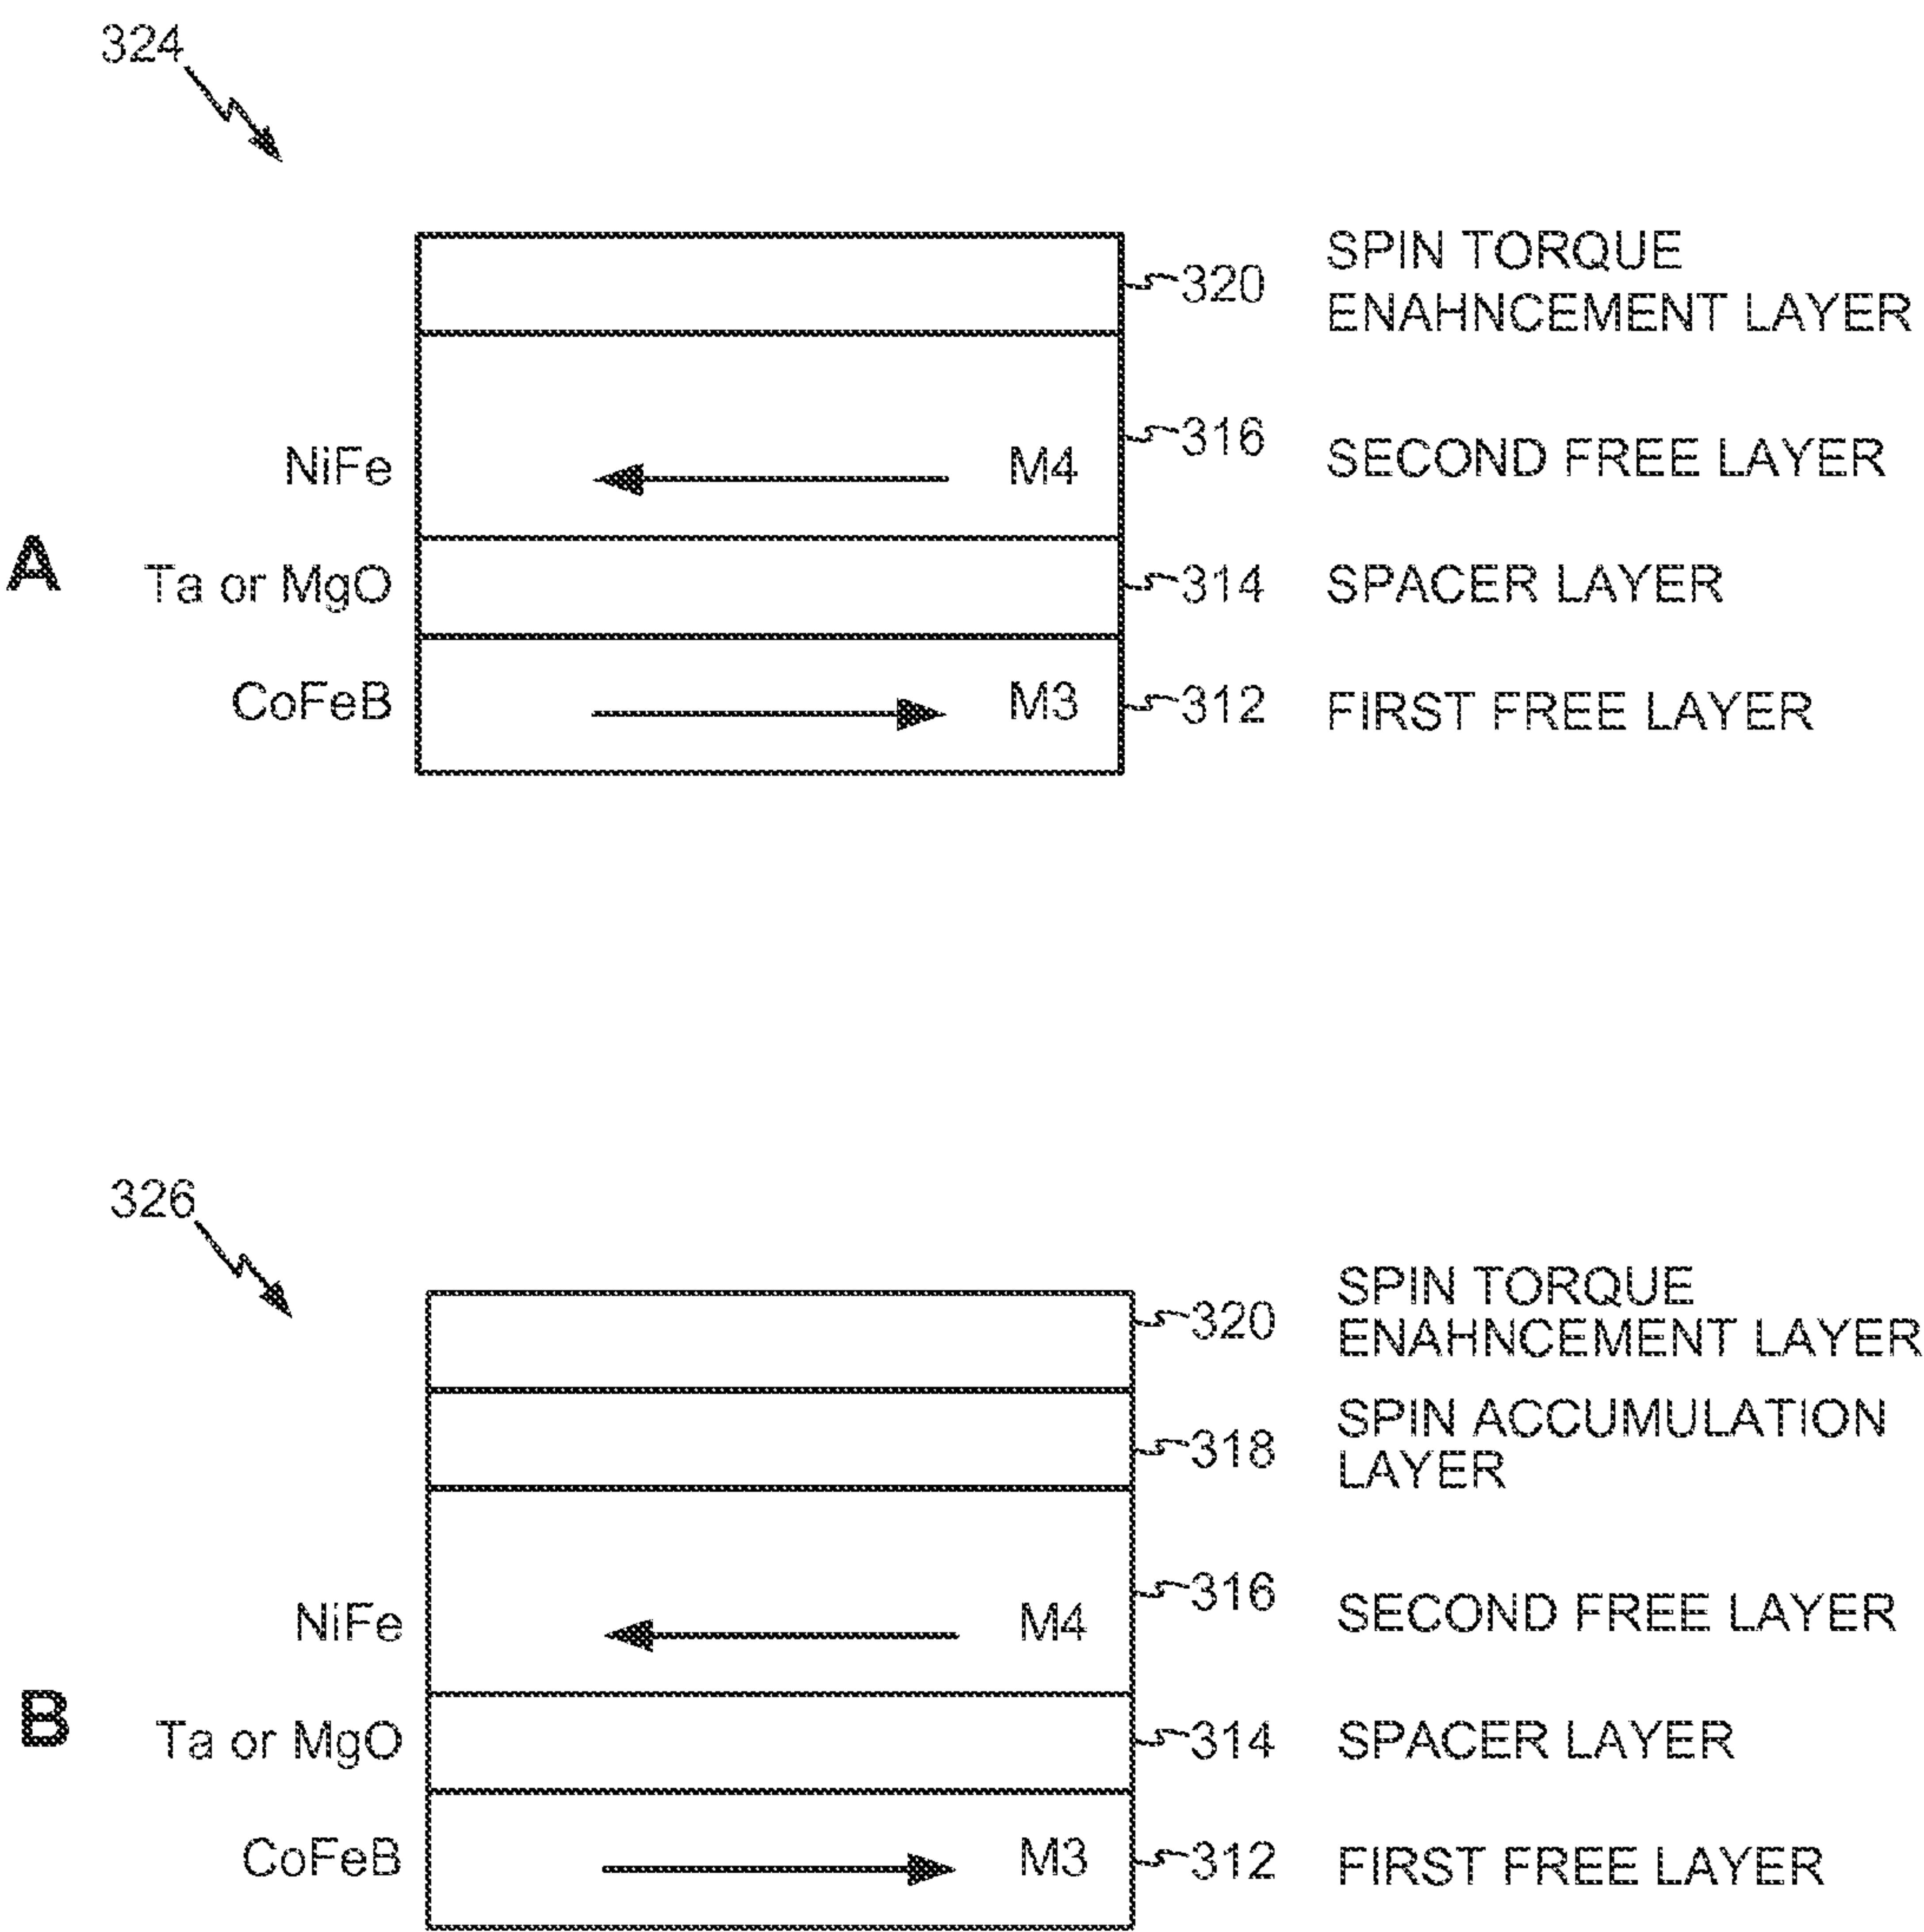 324
320 SPIN TORQUE
ENAHNCEMENT LAYER
NiFe M4 316 SECOND FREE LAYER
A Ta or MgO 314 SPACER LAYER
CoFeB M3 312 FIRST FREE LAYER
326
320 SPIN TORQUE
ENAHNCEMENT LAYER
318 SPIN ACCUMULATION
LAYER
NiFe M4 316 SECOND FREE LAYER
B Ta or MgO 314 SPACER LAYER
CoFeB M3 312 FIRST FREE LAYER